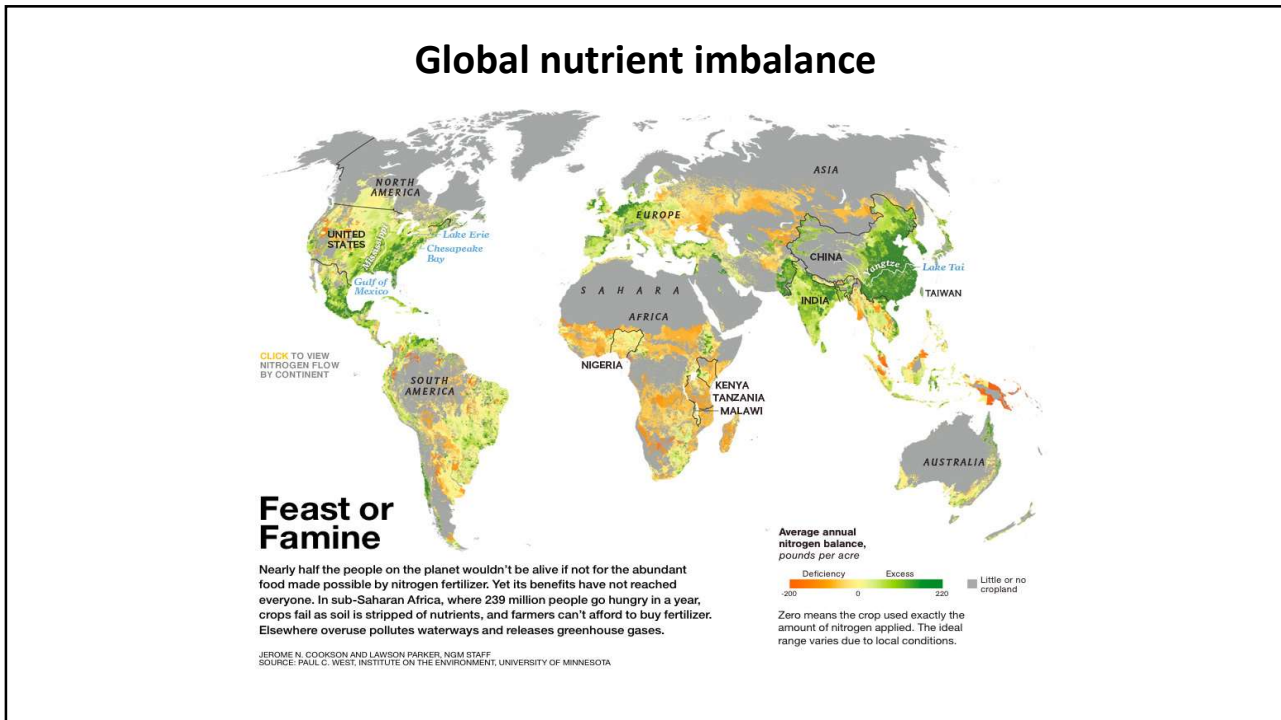 Global nutrient imbalance
NORTH
AMERICA
UNITED
STATES
Mississippi
Lake Erie
Chesapeake
Bay
Gulf of
Mexico
EUROPE
ASIA
CHINA
Yangtze
Lake Tai
TAIWAN
INDIA
SAHARA
AFRICA
NIGERIA
KENYA
TANZANIA
MALAWI
SOUTH
AMERICA
AUSTRALIA
CLICK TO VIEW
NITROGEN FLOW
BY CONTINENT
Feast or
Famine
Nearly half the people on the planet wouldn't be alive if not for the abundant
food made possible by nitrogen fertilizer. Yet its benefits have not reached
everyone. In sub-Saharan Africa, where 239 million people go hungry in a year,
crops fail as soil is stripped of nutrients, and farmers can't afford to buy fertilizer.
Elsewhere overuse pollutes waterways and releases greenhouse gases.
JEROME N. COOKSON AND LAWSON PARKER, NGM STAFF
SOURCE: PAUL C. WEST, INSTITUTE ON THE ENVIRONMENT, UNIVERSITY OF MINNESOTA
Average annual
nitrogen balance,
pounds per acre
Deficiency Excess
-200 0 220
Little or no
cropland
Zero means the crop used exactly the
amount of nitrogen applied. The ideal
range varies due to local conditions.